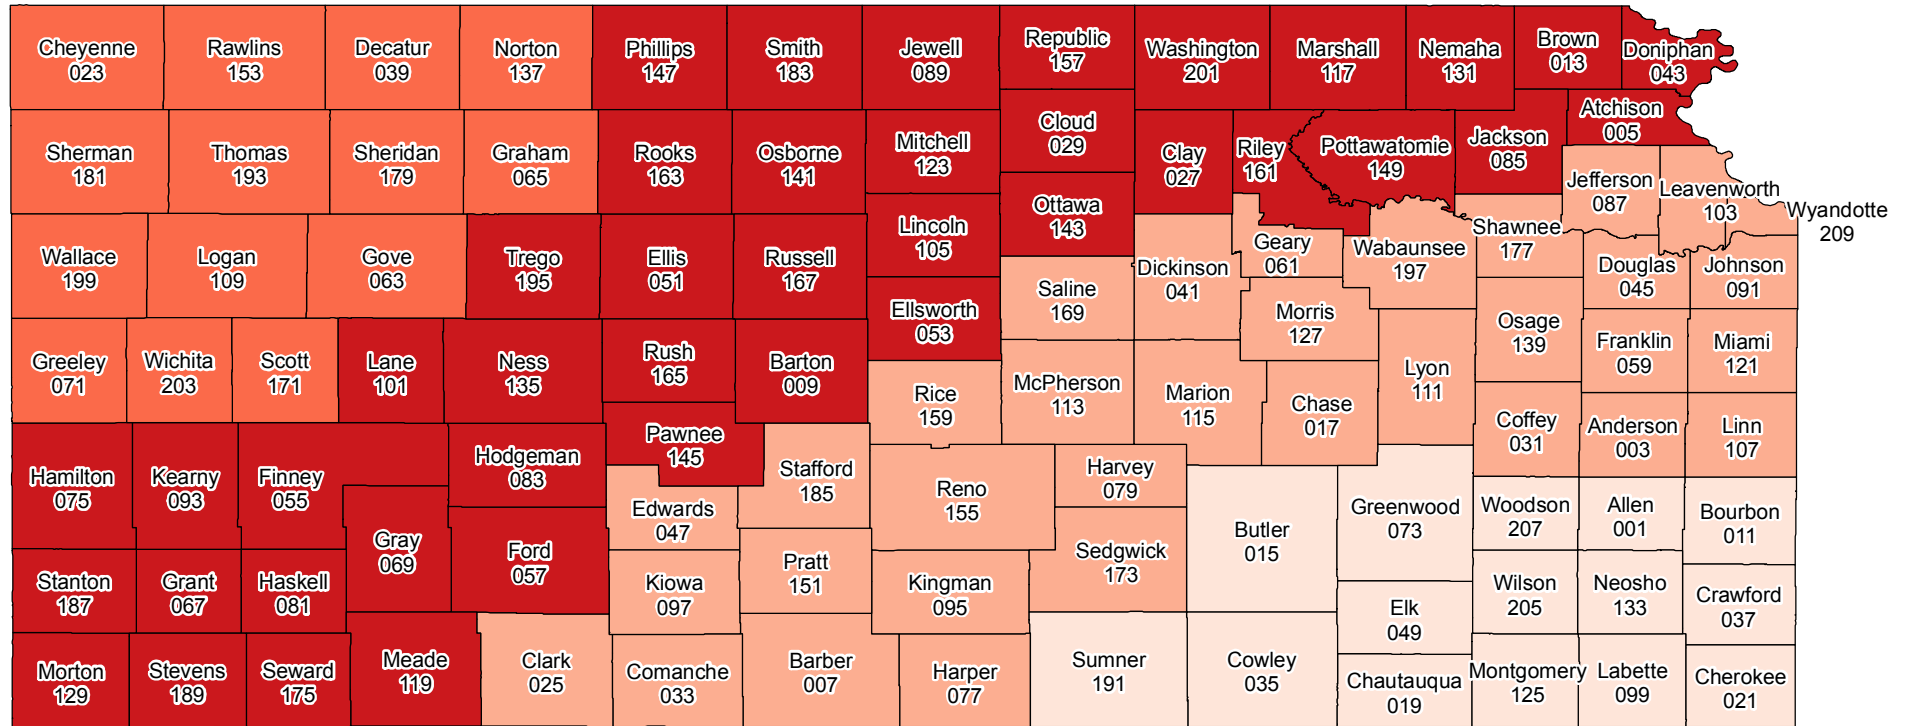 Cheyenne
023
Rawlins
153
Decatur
039
Norton
137
Phillips
147
Smith
183
Jewell
089
Republic
157
Washington
201
Marshall
117
Nemaha
131
Brown
013
Doniphan
043
Sherman
181
Thomas
193
Sheridan
179
Graham
065
Rooks
163
Osborne
141
Mitchell
123
Cloud
029
Clay
027
Riley
161
Pottawatomie
149
Jackson
085
Atchison
005
Jefferson
087
Leavenworth
103
Wyandotte
209
Wallace
199
Logan
109
Gove
063
Trego
195
Ellis
051
Russell
167
Lincoln
105
Ottawa
143
Dickinson
041
Geary
061
Wabaunsee
197
Shawnee
177
Douglas
045
Johnson
091
Ellsworth
053
Saline
169
Morris
127
Osage
139
Franklin
059
Miami
121
Greeley
071
Wichita
203
Scott
171
Lane
101
Ness
135
Rush
165
Barton
009
Rice
159
McPherson
113
Marion
115
Chase
017
Lyon
111
Coffey
031
Anderson
003
Linn
107
Hamilton
075
Kearny
093
Finney
055
Hodgeman
083
Pawnee
145
Stafford
185
Reno
155
Harvey
079
Butler
015
Greenwood
073
Woodson
207
Allen
001
Bourbon
011
Gray
069
Ford
057
Edwards
047
Pratt
151
Sedgwick
173
Stanton
187
Grant
067
Haskell
081
Kiowa
097
Kingman
095
Elk
049
Wilson
205
Neosho
133
Crawford
037
Morton
129
Stevens
189
Seward
175
Meade
119
Clark
025
Comanche
033
Barber
007
Harper
077
Sumner
191
Cowley
035
Chautauqua
019
Montgomery
125
Labette
099
Cherokee
021